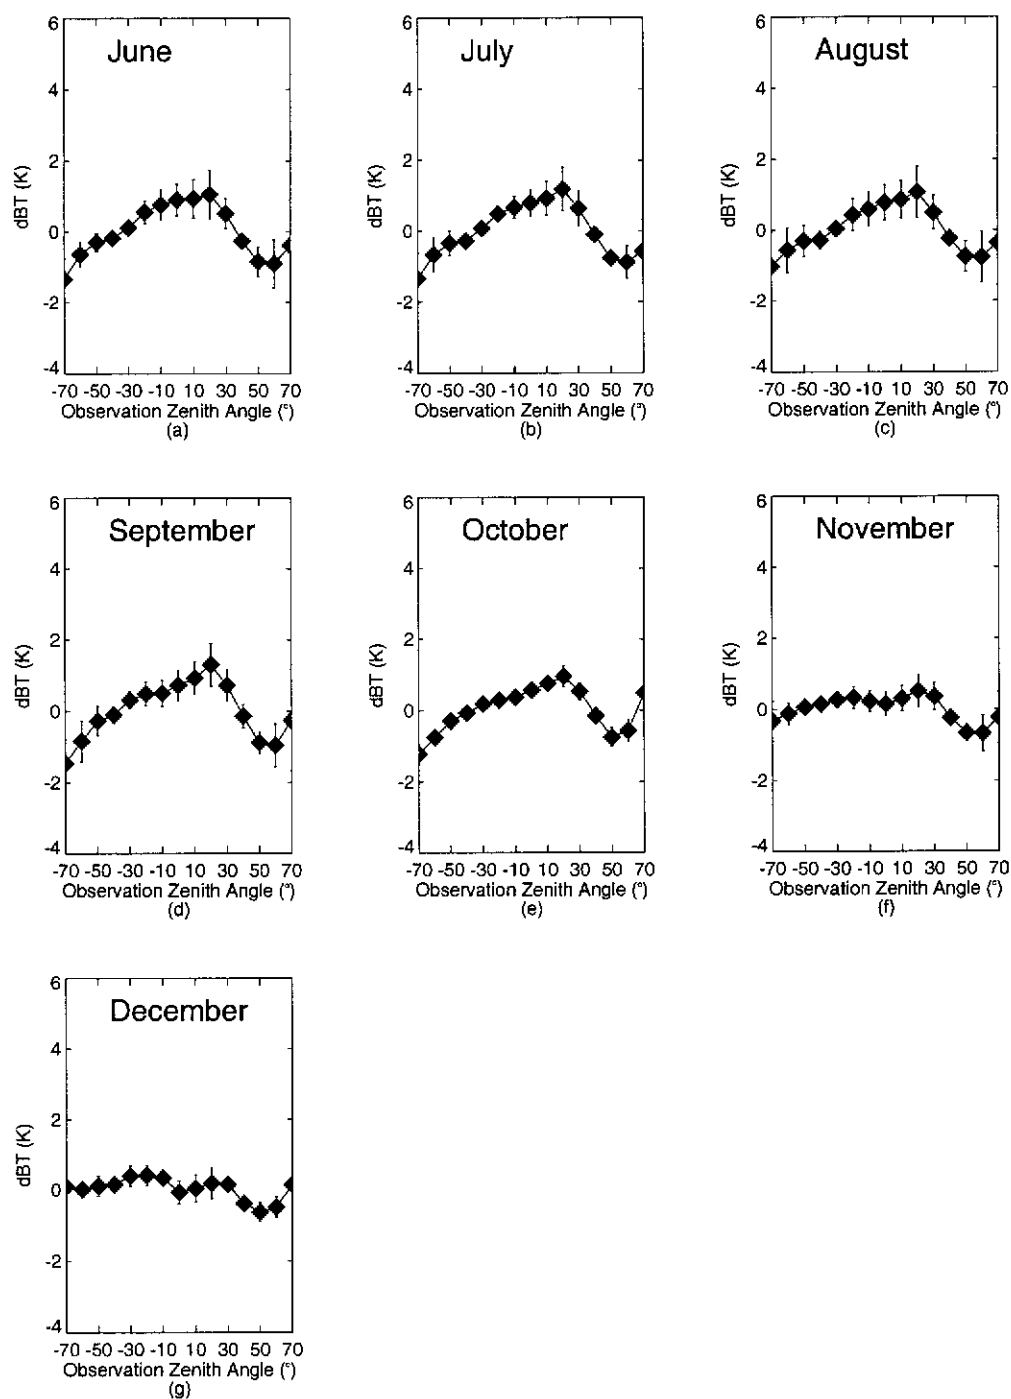 June
July
August
6
6
6
4
4
4
2
2
2
0
0
0
-2
-2
-2
-4
-4
-4
dBT (K)
dBT (K)
dBT (K)
-70 -50 -30 -10 10 30 50 70
-70 -50 -30 -10 10 30 50 70
-70 -50 -30 -10 10 30 50 70
Observation Zenith Angle (°)
Observation Zenith Angle (°)
Observation Zenith Angle (°)
(a)
(b)
(c)
September
October
November
6
6
6
4
4
4
2
2
2
0
0
0
-2
-2
-2
-4
-4
-4
dBT (K)
dBT (K)
dBT (K)
-70 -50 -30 -10 10 30 50 70
-70 -50 -30 -10 10 30 50 70
-70 -50 -30 -10 10 30 50 70
Observation Zenith Angle (°)
Observation Zenith Angle (°)
Observation Zenith Angle (°)
(d)
(e)
(f)
December
6
4
2
0
-2
-4
dBT (K)
-70 -50 -30 -10 10 30 50 70
Observation Zenith Angle (°)
(g)